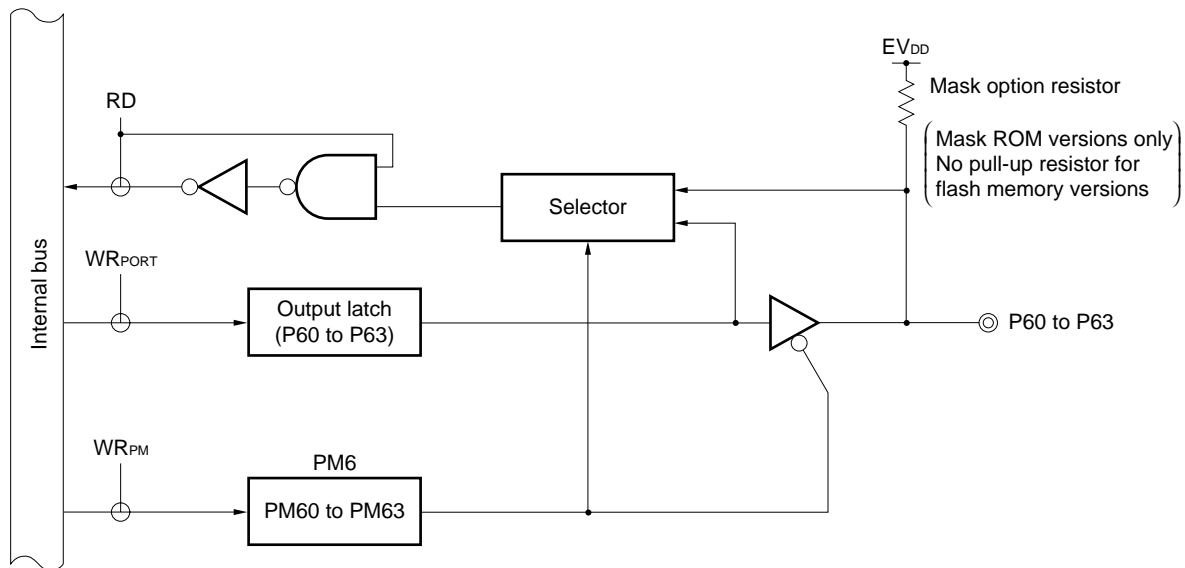 EVDD
Mask option resistor
Mask ROM versions only
No pull-up resistor for
flash memory versions
RD
Selector
Internal bus
WRPORT
Output latch
(P60 to P63)
P60 to P63
WRPM
PM6
PM60 to PM63